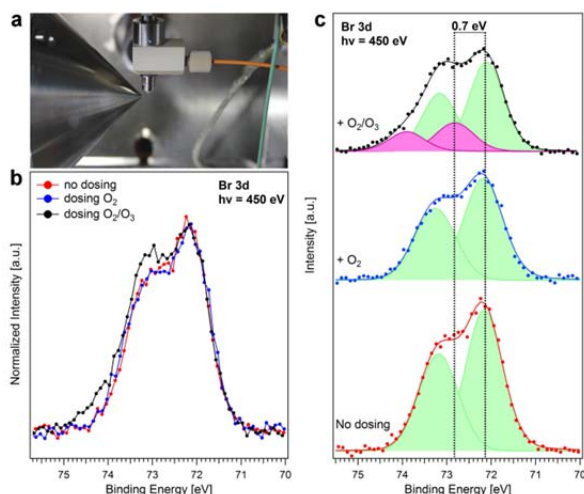 a
b
no dosing
dosing O₂
dosing O₂/O₃
Br 3d
hν = 450 eV
Normalized Intensity [a.u.]
75 74 73 72 71 70
Binding Energy [eV]
c
Br 3d
hν = 450 eV
0.7 eV
+ O₂/O₃
+ O₂
No dosing
Intensity [a.u.]
75 74 73 72 71 70
Binding Energy [eV]